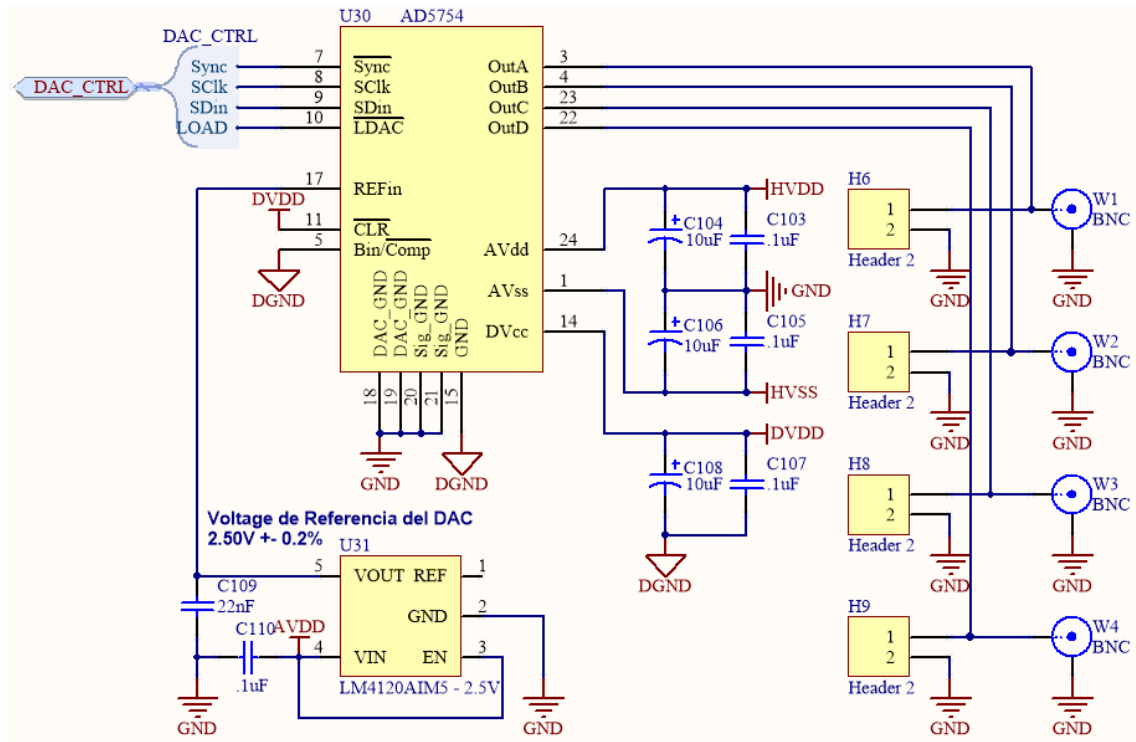 U30 AD5754
DAC_CTRL
DAC_CTRL
Sync
SClk
SDin
LOAD
7
8
9
10
Sync
SClk
SDin
LDAC
OutA
OutB
OutC
OutD
3
4
23
22
17
REFin
DVDD
11
CLR
5
Bin/Comp
DGND
AVdd
24
AVss
1
DVcc
14
DAC_GND
DAC_GND
Sig_GND
Sig_GND
GND
18
19
20
21
15
GND
DGND
HVDD
C104
10uF
C103
.1uF
GND
C106
10uF
C105
.1uF
HVSS
DVDD
C108
10uF
C107
.1uF
DGND
H6
1
2
Header 2
GND
W1
BNC
GND
H7
1
2
Header 2
GND
W2
BNC
GND
H8
1
2
Header 2
GND
W3
BNC
GND
H9
1
2
Header 2
GND
W4
BNC
GND
Voltage de Referencia del DAC
2.50V +- 0.2%
U31
5
VOUT REF
1
GND
2
C109
22nF
C110
.1uF
AVDD
4
VIN
EN
3
LM4120AIM5 - 2.5V
GND
GND